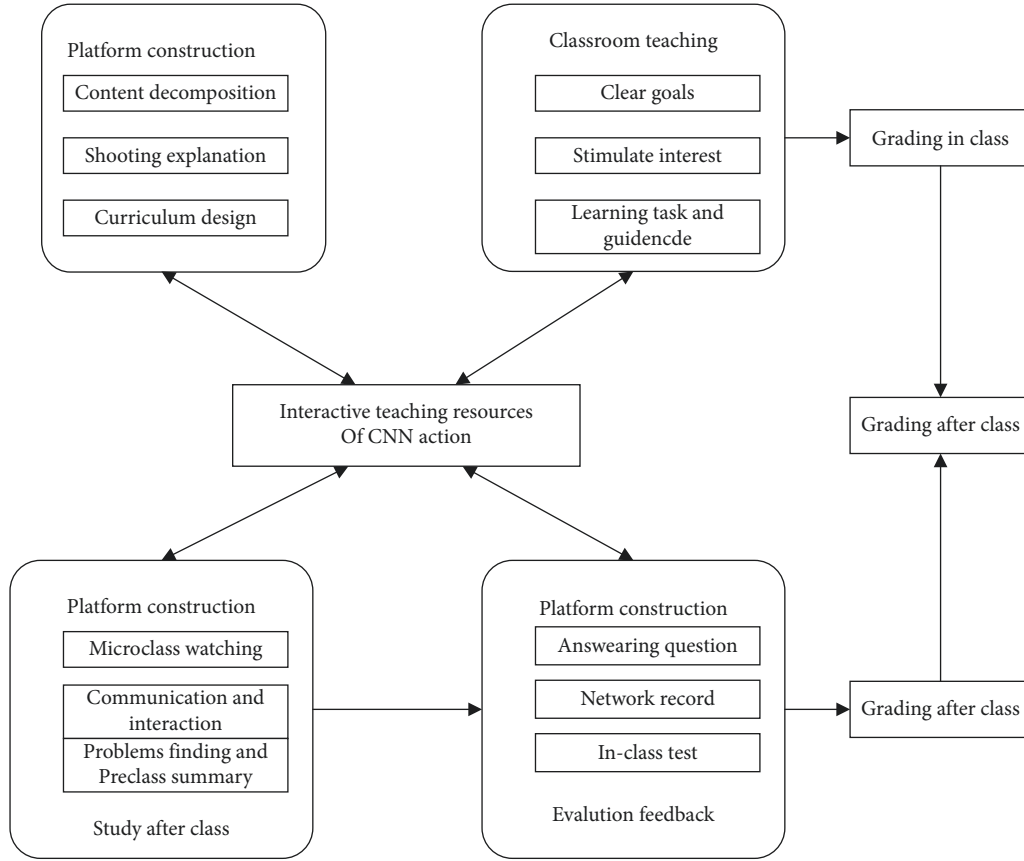 Platform construction
Content decomposition
Shooting explanation
Curriculum design
Classroom teaching
Clear goals
Stimulate interest
Learning task and
guidencde
Grading in class
Interactive teaching resources
Of CNN action
Grading after class
Platform construction
Microclass watching
Communication and
interaction
Problems finding and
Preclass summary
Study after class
Platform construction
Answearing question
Network record
In-class test
Evalution feedback
Grading after class